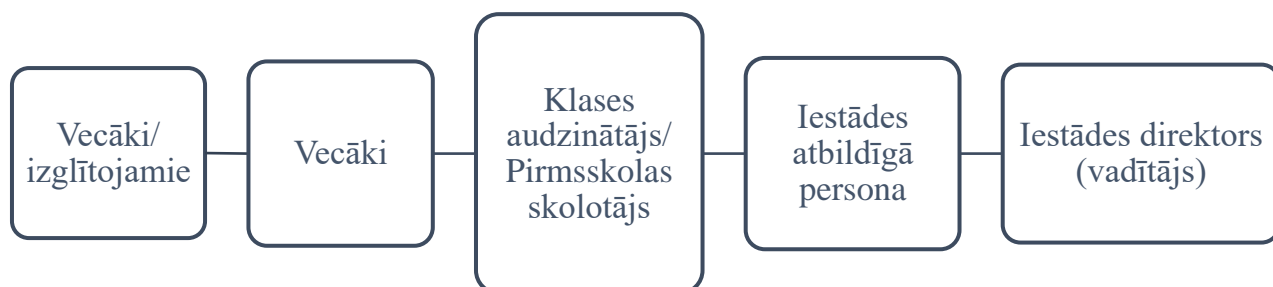 Vecāki/
izglītojamie
Vecāki
Klases
audzinātājs/
Pirmsskolas
skolotājs
Iestādes
atbildīgā
persona
Iestādes direktors
(vadītājs)